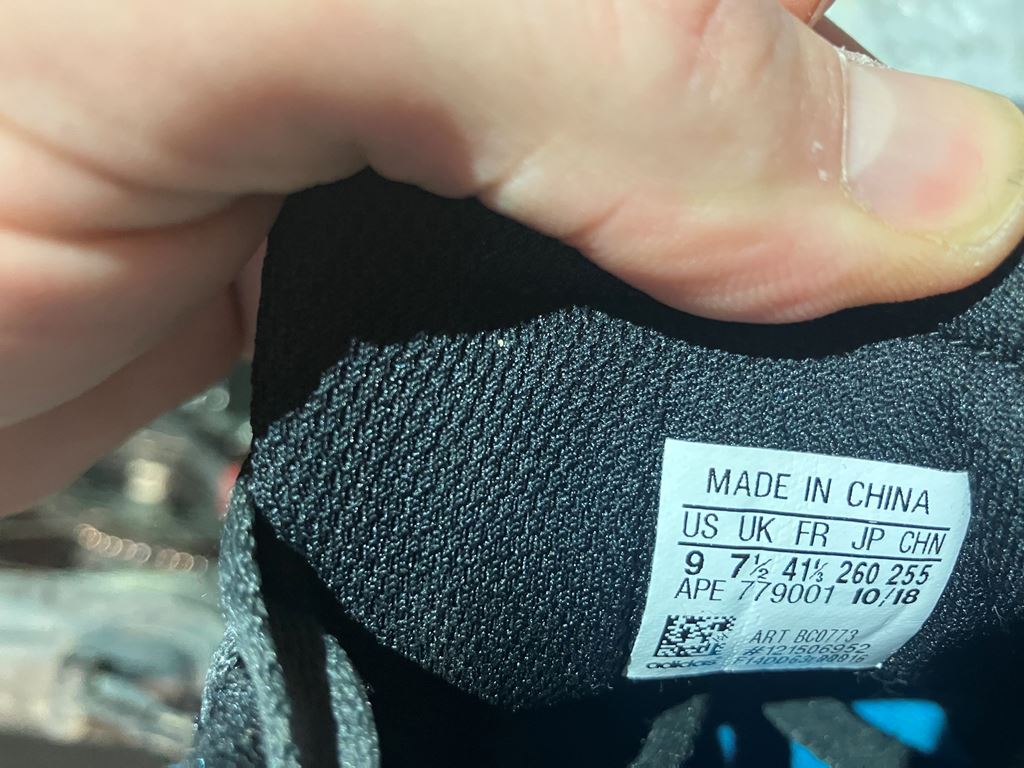 MADE IN CHINA
US UK FR JP CHN
9 7½ 41⅓ 260 255
APE 779001 10/18
ART BC0773
#121506952
adidas